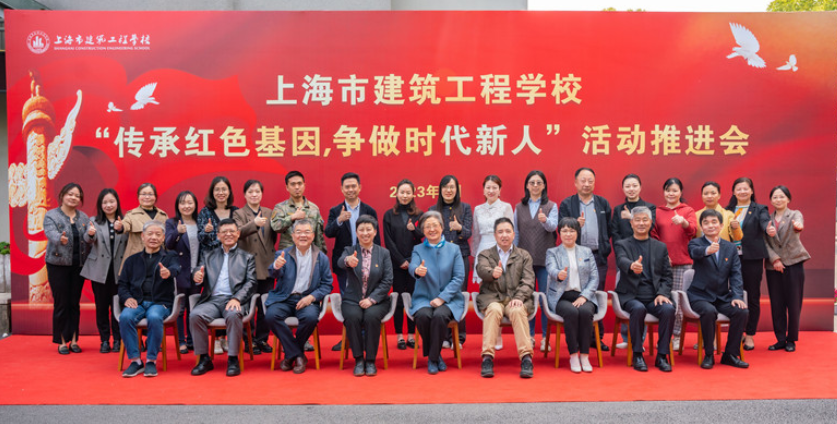 上海市建筑工程学校
SHANGHAI CONSTRUCTION ENGINEERING SCHOOL
上海市建筑工程学校
“传承红色基因,争做时代新人”活动推进会